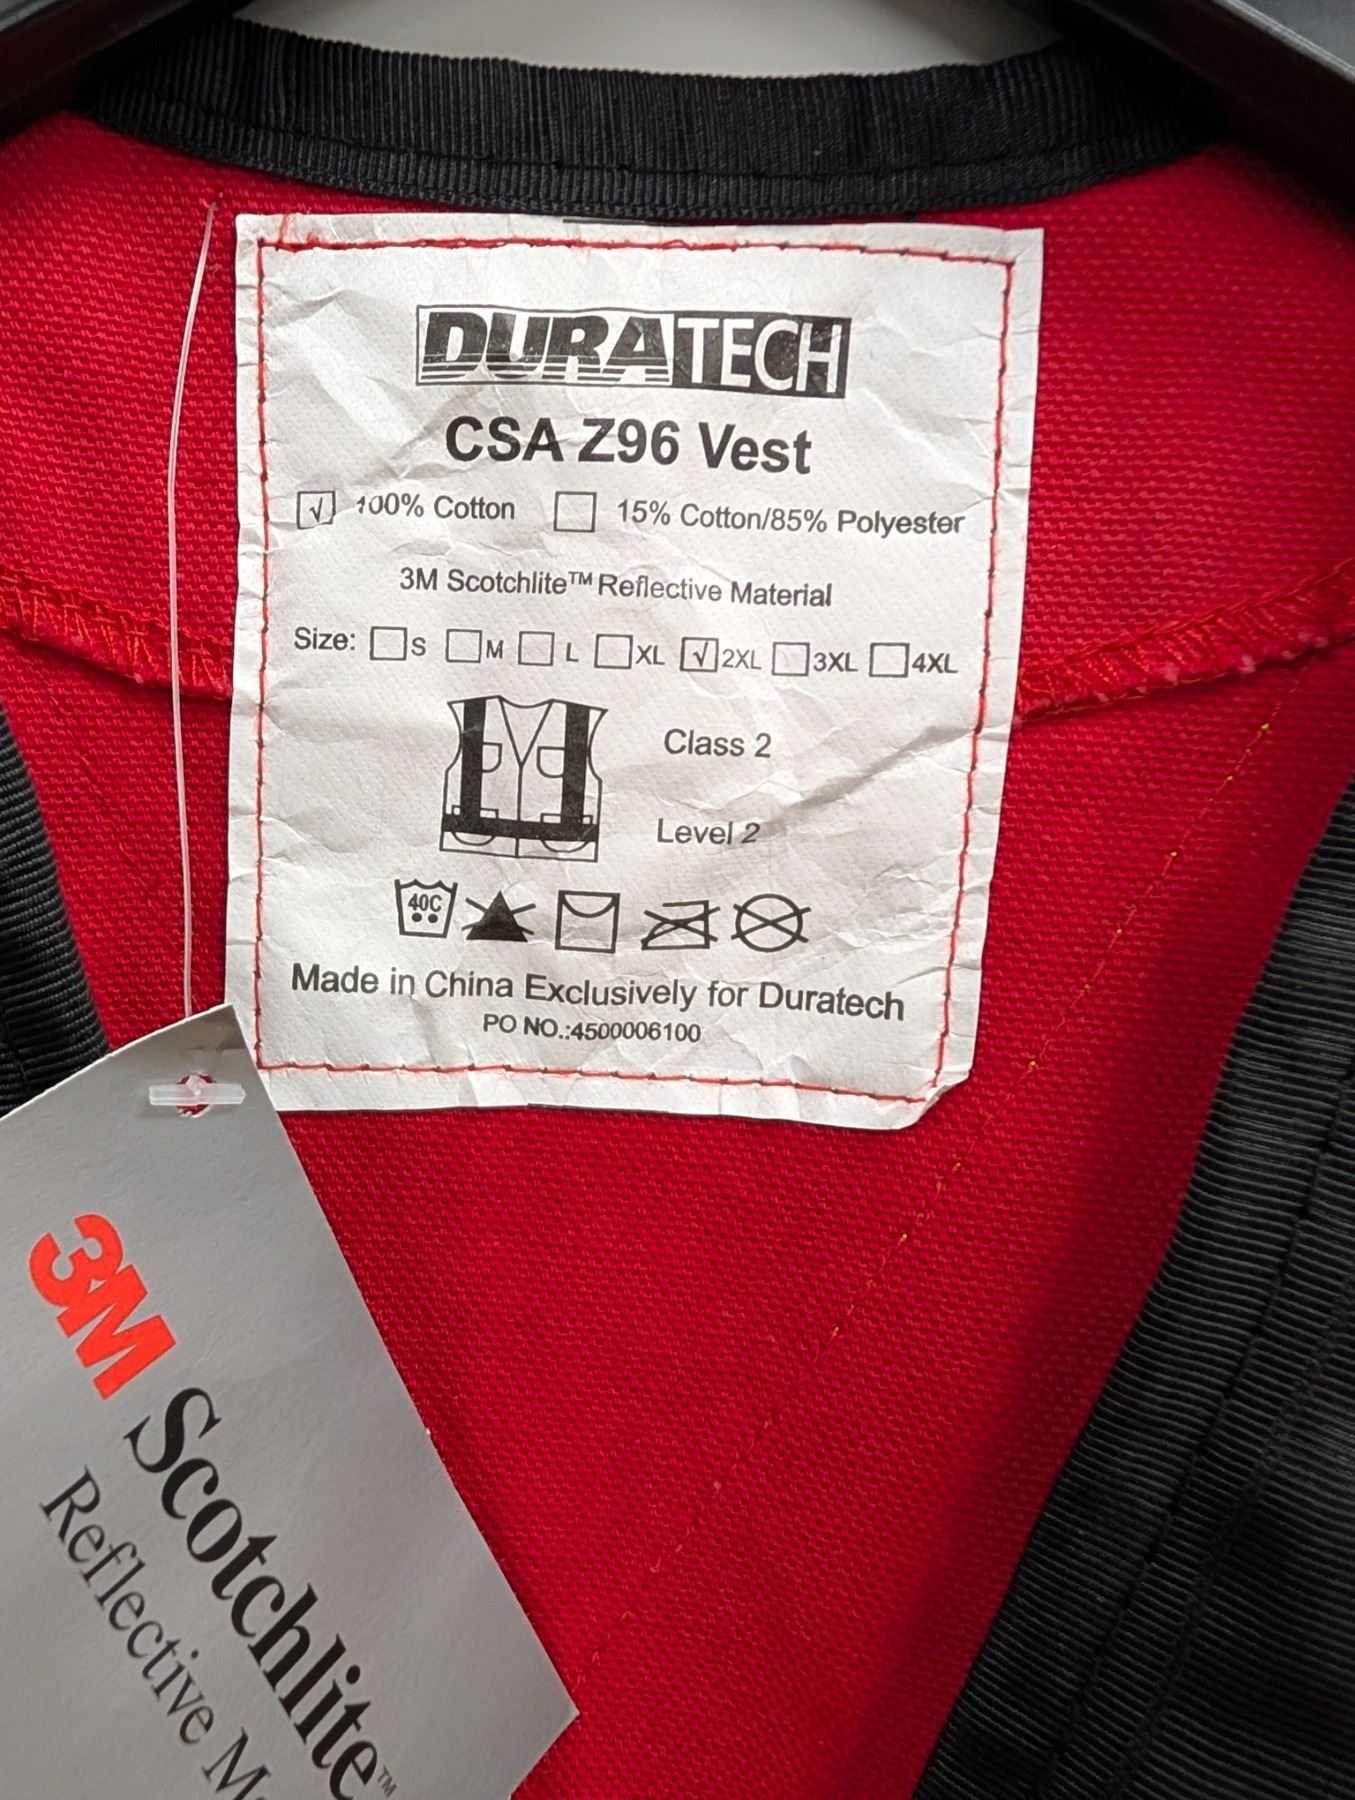 DURATECH
CSA Z96 Vest
☑ 100% Cotton ☐ 15% Cotton/85% Polyester
3M Scotchlite™ Reflective Material
Size: ☐ S ☐ M ☐ L ☐ XL ☑ 2XL ☐ 3XL ☐ 4XL
Class 2
Level 2
40C
Made in China Exclusively for Duratech
PO NO.:4500006100
3M
Scotchlite™
Reflective